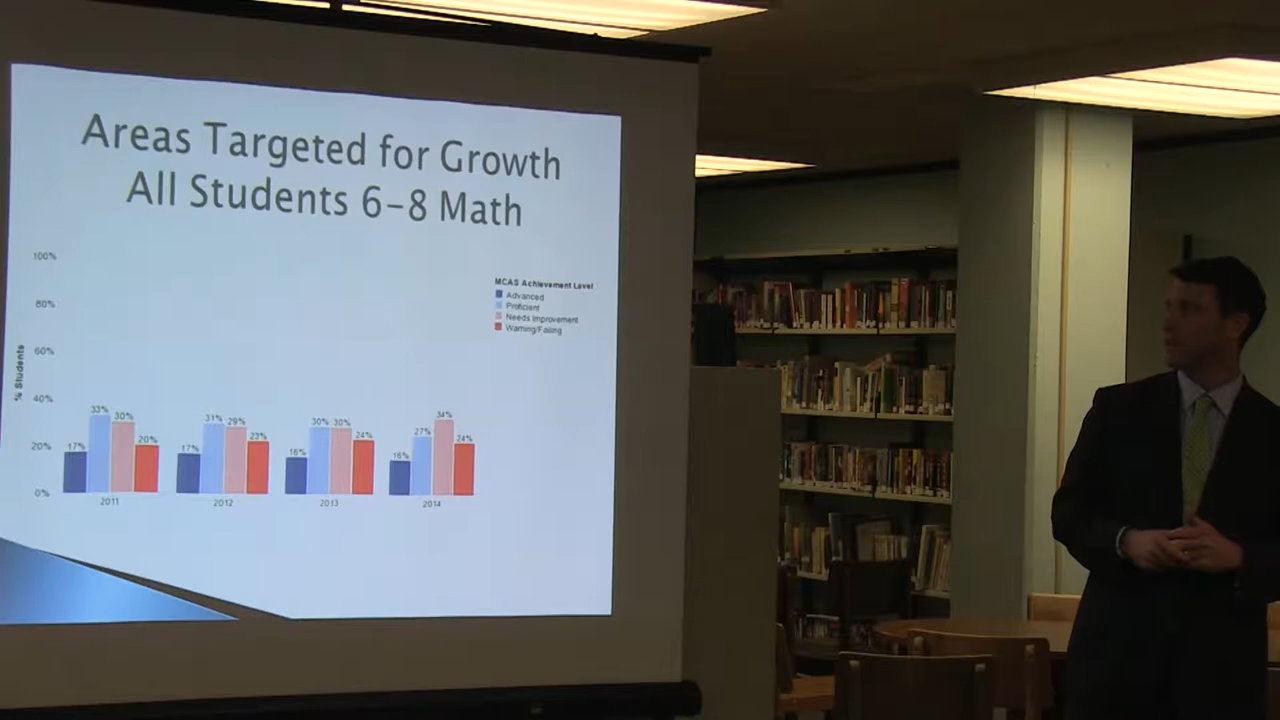 Areas Targeted for Growth
All Students 6-8 Math
100%
80%
60%
40%
20%
0%
% Students
MCAS Achievement Level
Advanced
Proficient
Needs Improvement
Warning/Failing
17% 33% 30% 20%
17% 31% 29% 23%
16% 30% 30% 24%
16% 27% 34% 24%
2011 2012 2013 2014